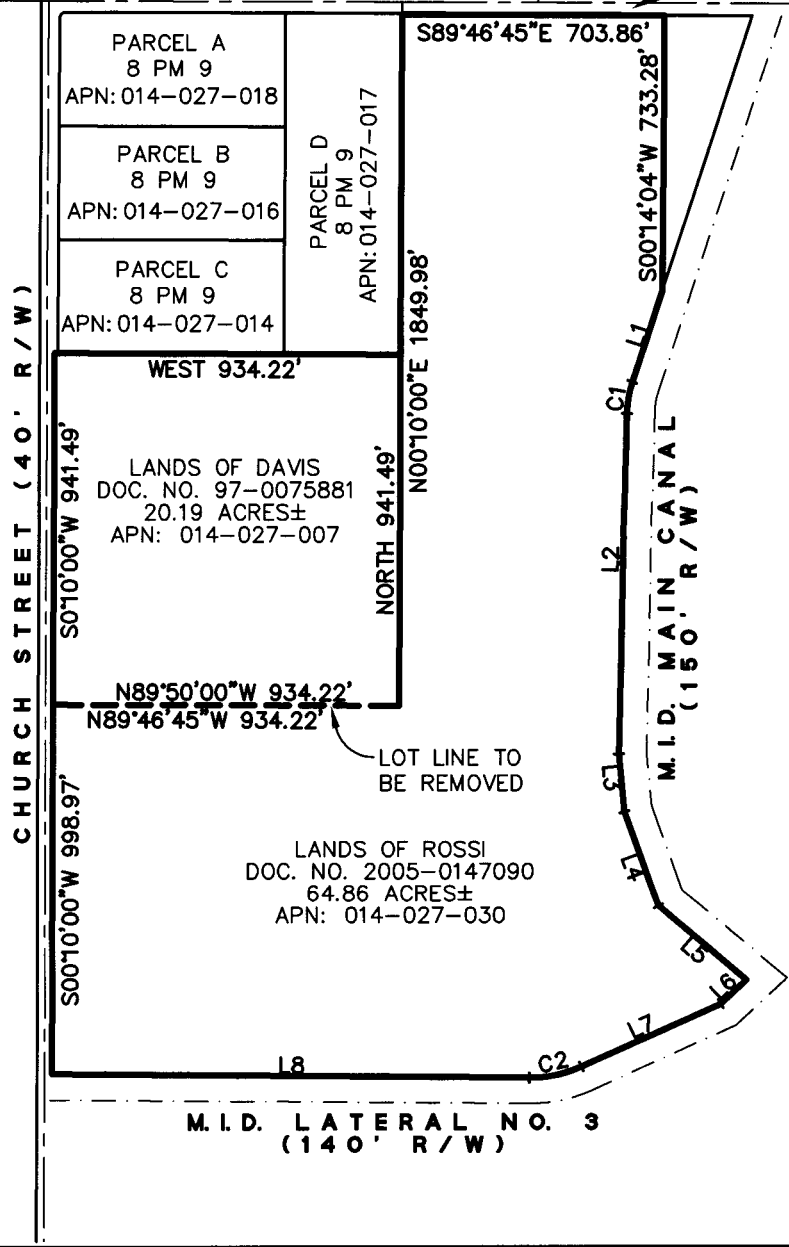 S89°46'45"E 703.86'
PARCEL A
8 PM 9
APN: 014-027-018
PARCEL B
8 PM 9
APN: 014-027-016
PARCEL C
8 PM 9
APN: 014-027-014
PARCEL D
8 PM 9
APN: 014-027-017
S00°14'04"W 733.28'
N00°10'00"E 1849.98'
L1
C1
WEST 934.22'
LANDS OF DAVIS
DOC. NO. 97-0075881
20.19 ACRES±
APN: 014-027-007
S0°10'00"W 941.49'
NORTH 941.49'
CHURCH STREET (40' R/W)
L2
M.I.D. MAIN CANAL
(150' R/W)
N89°50'00"W 934.22'
N89°46'45"W 934.22'
LOT LINE TO
BE REMOVED
L3
S00°10'00"W 998.97'
LANDS OF ROSSI
DOC. NO. 2005-0147090
64.86 ACRES±
APN: 014-027-030
L4
L5
L6
L7
C2
L8
M.I.D. LATERAL NO. 3
(140' R/W)